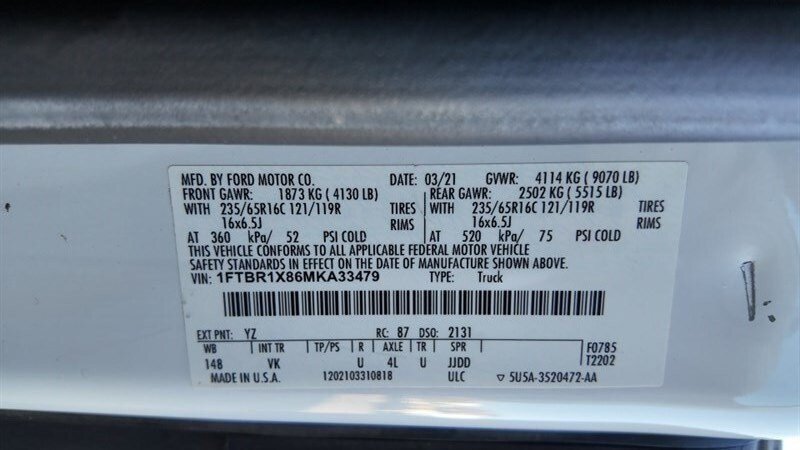 MFD. BY FORD MOTOR CO. DATE: 03/21 GVWR: 4114 KG ( 9070 LB)
FRONT GAWR: 1873 KG ( 4130 LB) REAR GAWR: 2502 KG ( 5515 LB)
WITH 235/65R16C 121/119R TIRES WITH 235/65R16C 121/119R TIRES
16x6.5J RIMS 16x6.5J RIMS
AT 360 kPa/ 52 PSI COLD AT 520 kPa/ 75 PSI COLD
THIS VEHICLE CONFORMS TO ALL APPLICABLE FEDERAL MOTOR VEHICLE
SAFETY STANDARDS IN EFFECT ON THE DATE OF MANUFACTURE SHOWN ABOVE.
VIN: 1FTBR1X86MKA33479 TYPE: Truck
EXT PNT: YZ RC: 87 DSO: 2131 F0785
WB INT TR TP/PS R AXLE TR SPR T2202
148 VK U 4L U JJDD
MADE IN U.S.A. 1202103310818 ULC ▽ 5U5A-3520472-AA